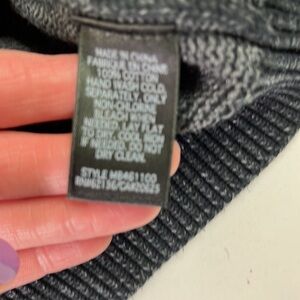 MADE IN CHINA
FABRIQUE EN CHINE
100% COTTON
HAND WASH COLD,
SEPARATELY, ONLY
NON-CHLORINE
BLEACH WHEN
NEEDED. LAY FLAT
TO DRY. COOL IRON
IF NEEDED. DO NOT
DRY CLEAN.
STYLE M8461100